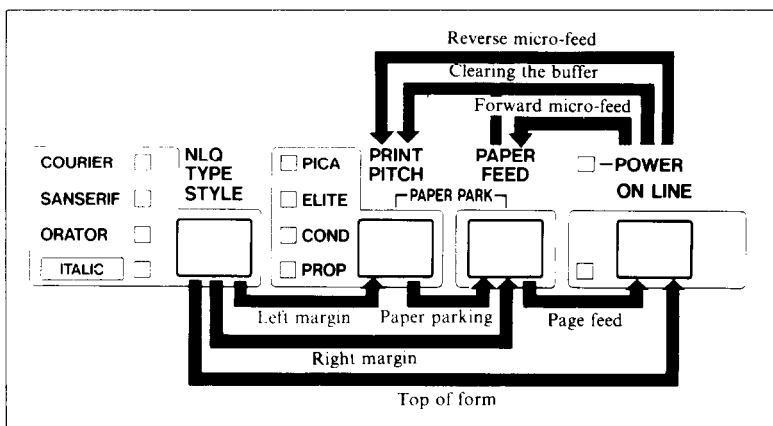 Reverse micro-feed
Clearing the buffer
Forward micro-feed
COURIER
SANSERIF
ORATOR
ITALIC
NLQ
TYPE
STYLE
PICA
ELITE
COND
PROP
PRINT
PITCH
PAPER
FEED
PAPER PARK
POWER
ON LINE
Left margin
Paper parking
Page feed
Right margin
Top of form